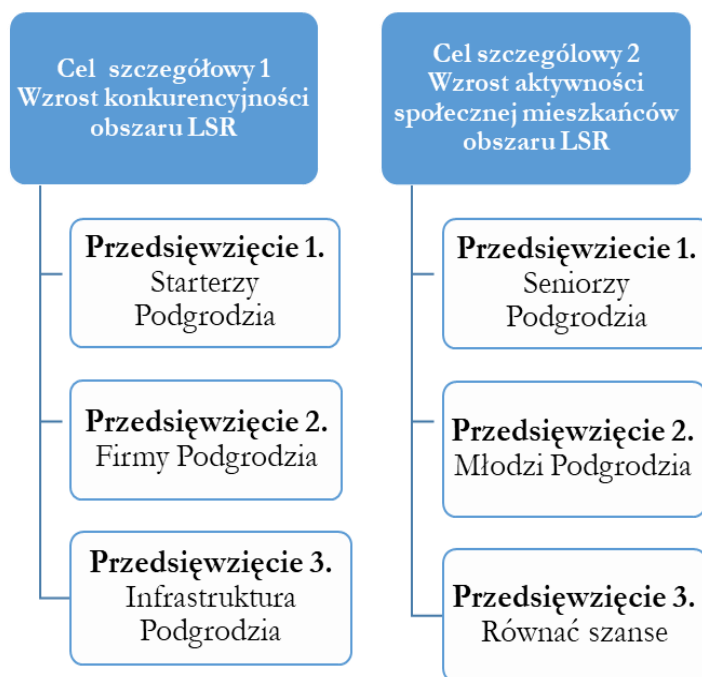 Cel szczegółowy 1
Wzrost konkurencyjności
obszaru LSR
Przedsięwzięcie 1.
Starterzy
Podgrodzia
Przedsięwzięcie 2.
Firmy Podgrodzia
Przedsięwzięcie 3.
Infrastruktura
Podgrodzia
Cel szczególowy 2
Wzrost aktywności
społecznej mieszkańców
obszaru LSR
Przedsięwziecie 1.
Seniorzy
Podgrodzia
Przedsięwzięcie 2.
Młodzi Podgrodzia
Przedsięwzięcie 3.
Równać szanse